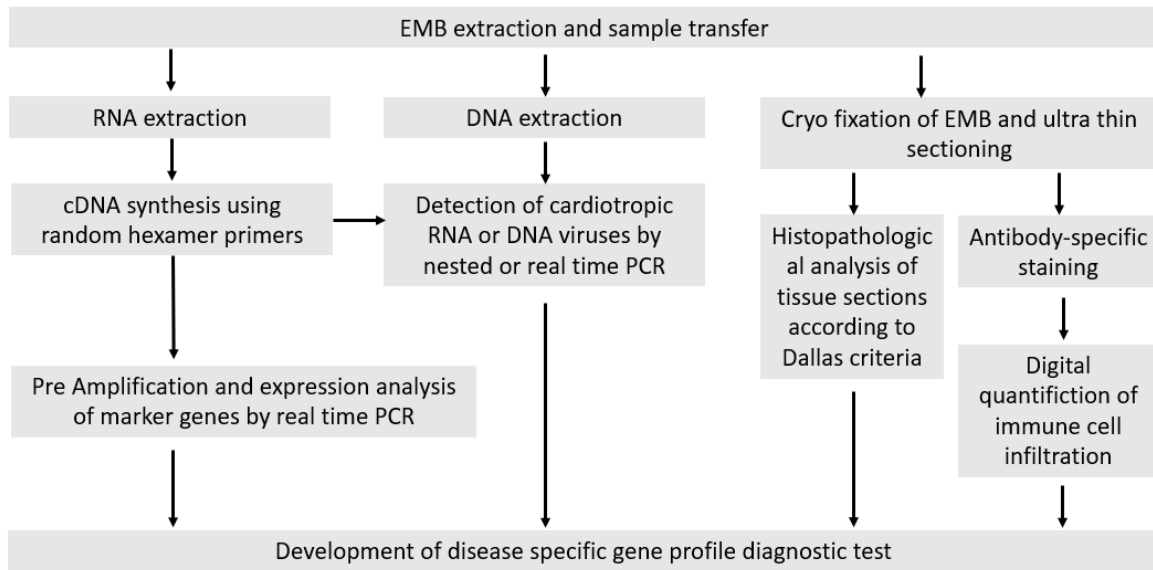 EMB extraction and sample transfer
RNA extraction
DNA extraction
Cryo fixation of EMB and ultra thin
sectioning
cDNA synthesis using
random hexamer primers
Detection of cardiotropic
RNA or DNA viruses by
nested or real time PCR
Histopathologic
al analysis of
tissue sections
according to
Dallas criteria
Antibody-specific
staining
Pre Amplification and expression analysis
of marker genes by real time PCR
Digital
quantifiction of
immune cell
infiltration
Development of disease specific gene profile diagnostic test